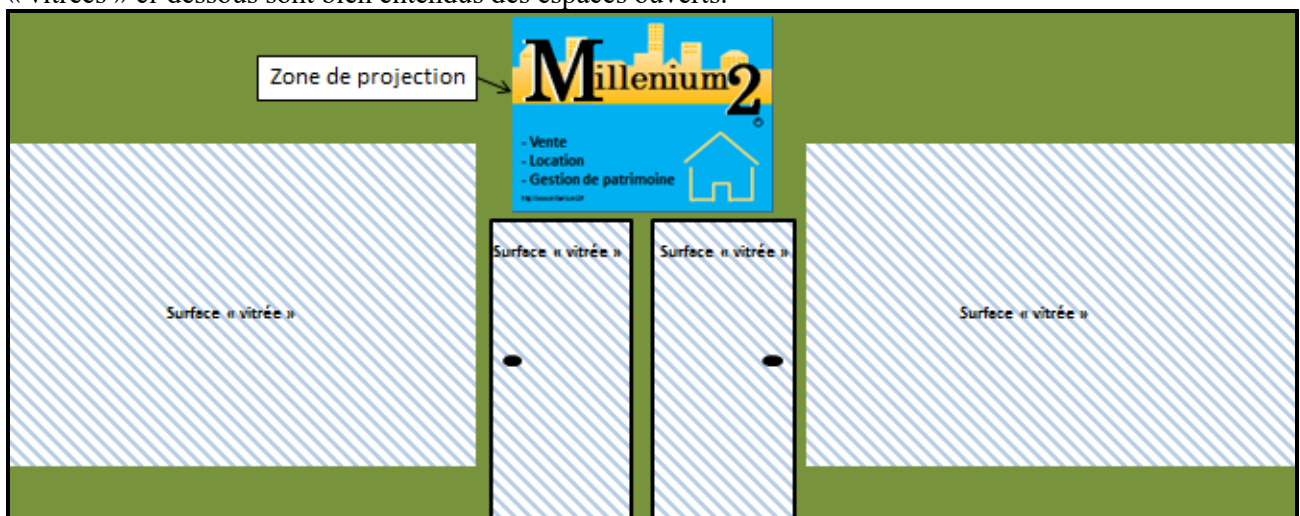 « vitrées » ci-dessous sont bien entendus des espaces ouverts.
Zone de projection
Millenium2
- Vente
- Location
- Gestion de patrimoine
Surface « vitrée »
Surface « vitrée »
Surface « vitrée »
Surface « vitrée »